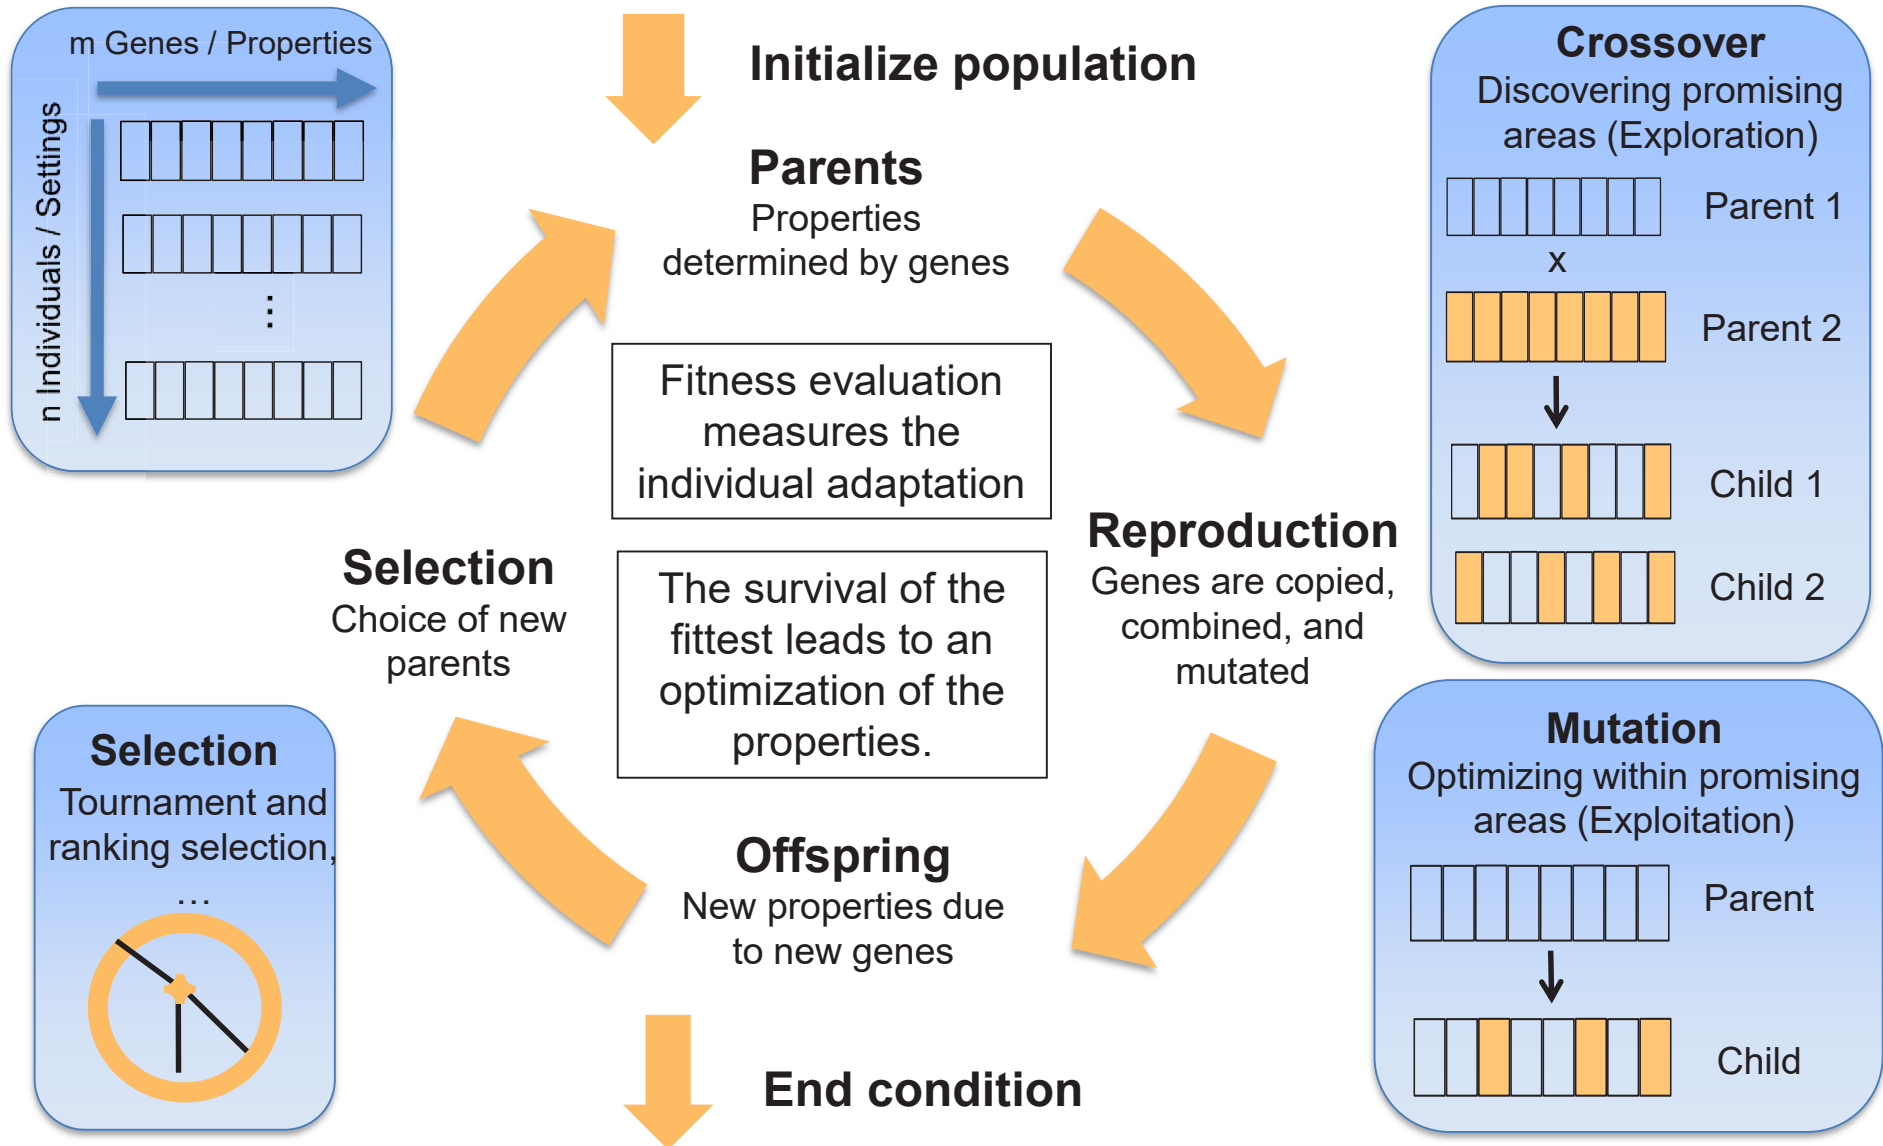 m Genes / Properties
n Individuals / Settings
...
Initialize population
Parents
Properties
determined by genes
Fitness evaluation
measures the
individual adaptation
The survival of the
fittest leads to an
optimization of the
properties.
Reproduction
Genes are copied,
combined, and
mutated
Offspring
New properties due
to new genes
Selection
Choice of new
parents
End condition
Selection
Tournament and
ranking selection,
...
Crossover
Discovering promising
areas (Exploration)
Parent 1
x
Parent 2
Child 1
Child 2
Mutation
Optimizing within promising
areas (Exploitation)
Parent
Child